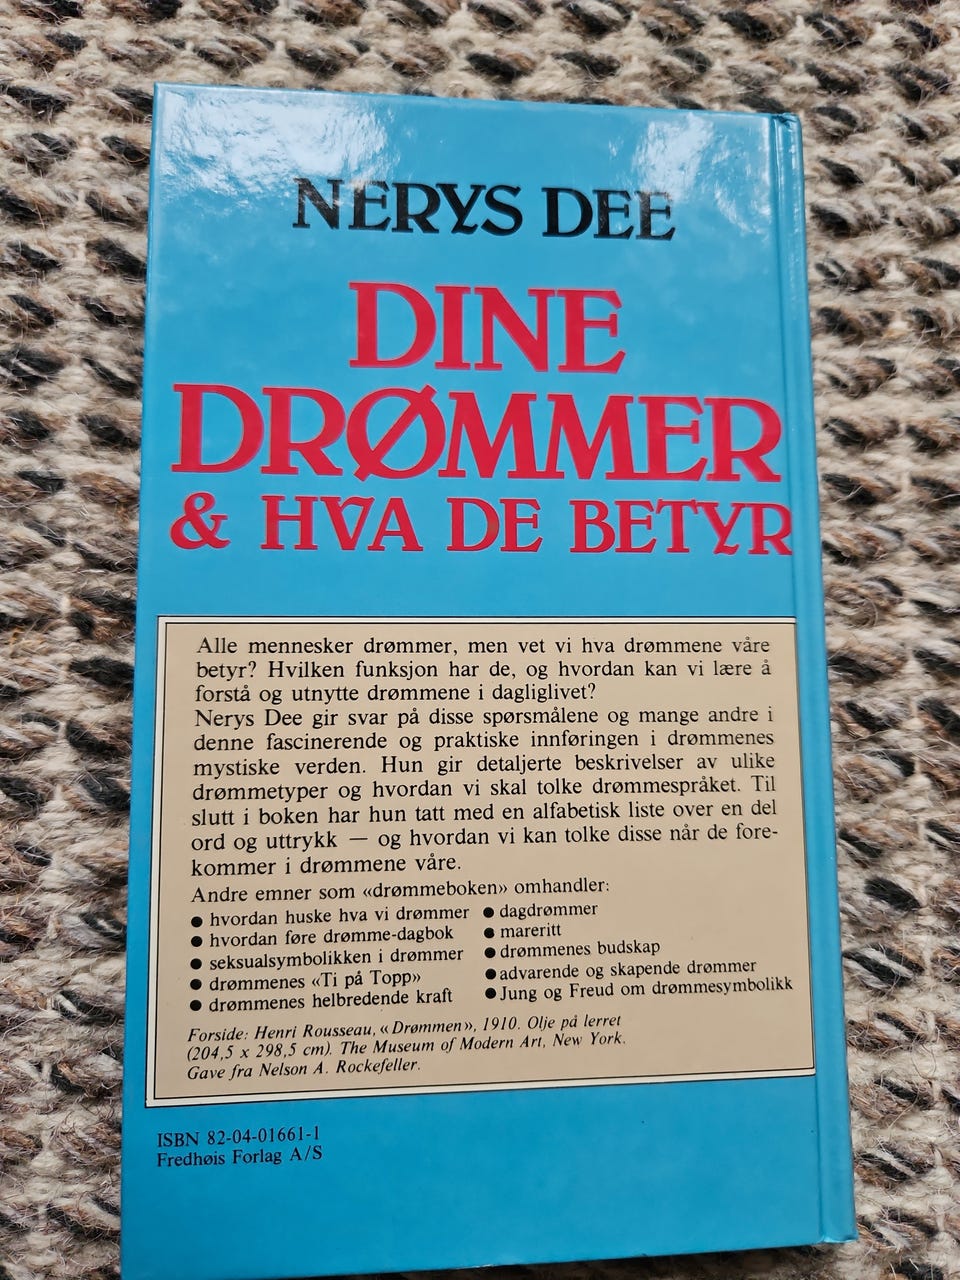 NERYS DEE
DINE
DRØMMER
& HVA DE BETYR
Alle mennesker drømmer, men vet vi hva drømmene våre
betyr? Hvilken funksjon har de, og hvordan kan vi lære å
forstå og utnytte drømmene i dagliglivet?
Nerys Dee gir svar på disse spørsmålene og mange andre i
denne fascinerende og praktiske innføringen i drømmenes
mystiske verden. Hun gir detaljerte beskrivelser av ulike
drømmetyper og hvordan vi skal tolke drømmespråket. Til
slutt i boken har hun tatt med en alfabetisk liste over en del
ord og uttrykk — og hvordan vi kan tolke disse når de fore-
kommer i drømmene våre.
Andre emner som «drømmeboken» omhandler:
● hvordan huske hva vi drømmer
● hvordan føre drømme-dagbok
● seksualsymbolikken i drømmer
● drømmenes «Ti på Topp»
● drømmenes helbredende kraft
● dagdrømmer
● mareritt
● drømmenes budskap
● advarende og skapende drømmer
● Jung og Freud om drømmesymbolikk
Forside: Henri Rousseau, «Drømmen», 1910. Olje på lerret
(204,5 x 298,5 cm). The Museum of Modern Art, New York.
Gave fra Nelson A. Rockefeller.
ISBN 82-04-01661-1
Fredhøis Forlag A/S